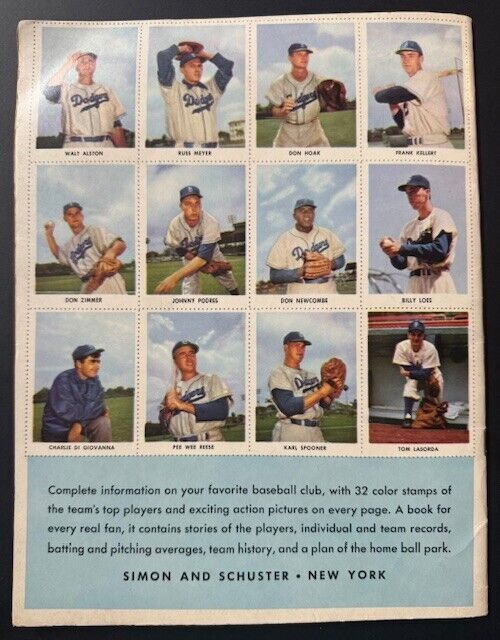 WALT ALSTON
RUSS MEYER
DON HOAK
FRANK KELLERT
DON ZIMMER
JOHNNY PODRES
DON NEWCOMBE
BILLY LOES
CHARLIE DI GIOVANNA
PEE WEE REESE
KARL SPOONER
TOM LASORDA
Complete information on your favorite baseball club, with 32 color stamps of
the team's top players and exciting action pictures on every page. A book for
every real fan, it contains stories of the players, individual and team records,
batting and pitching averages, team history, and a plan of the home ball park.
SIMON AND SCHUSTER • NEW YORK